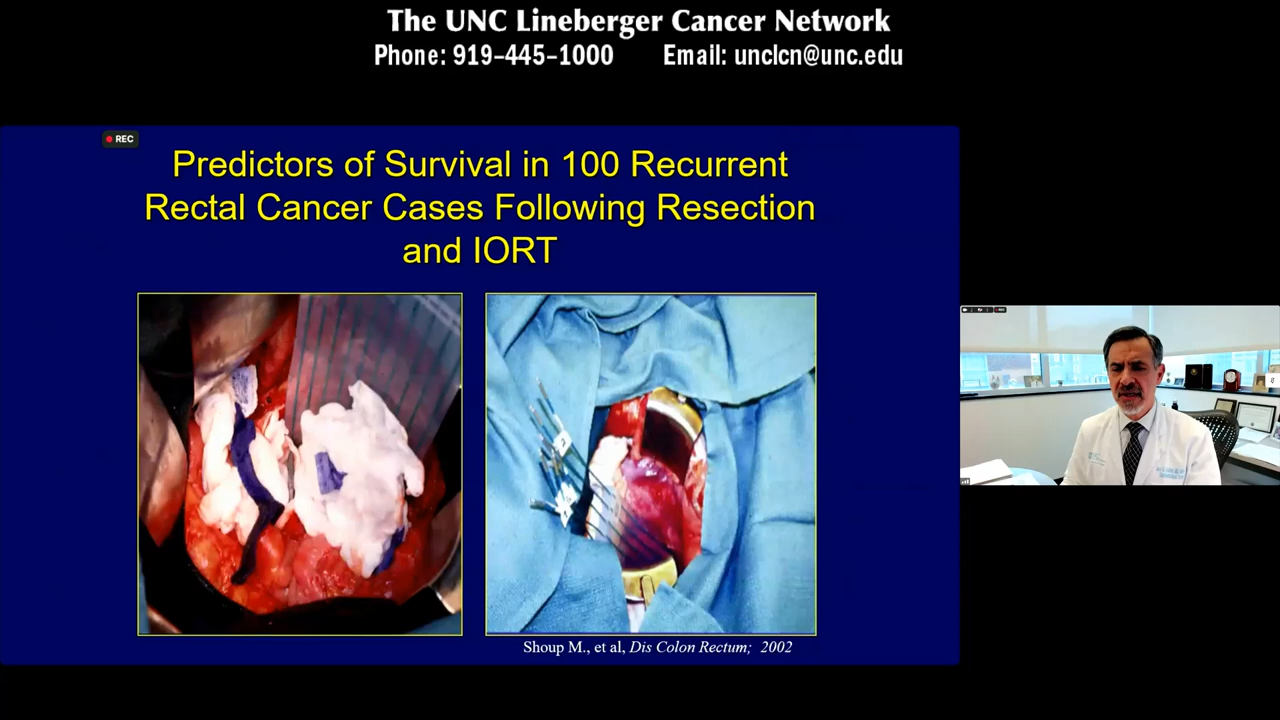 The UNC Lineberger Cancer Network
Phone: 919-445-1000 Email: unclcn@unc.edu
REC
Predictors of Survival in 100 Recurrent
Rectal Cancer Cases Following Resection
and IORT
Shoup M., et al, Dis Colon Rectum; 2002